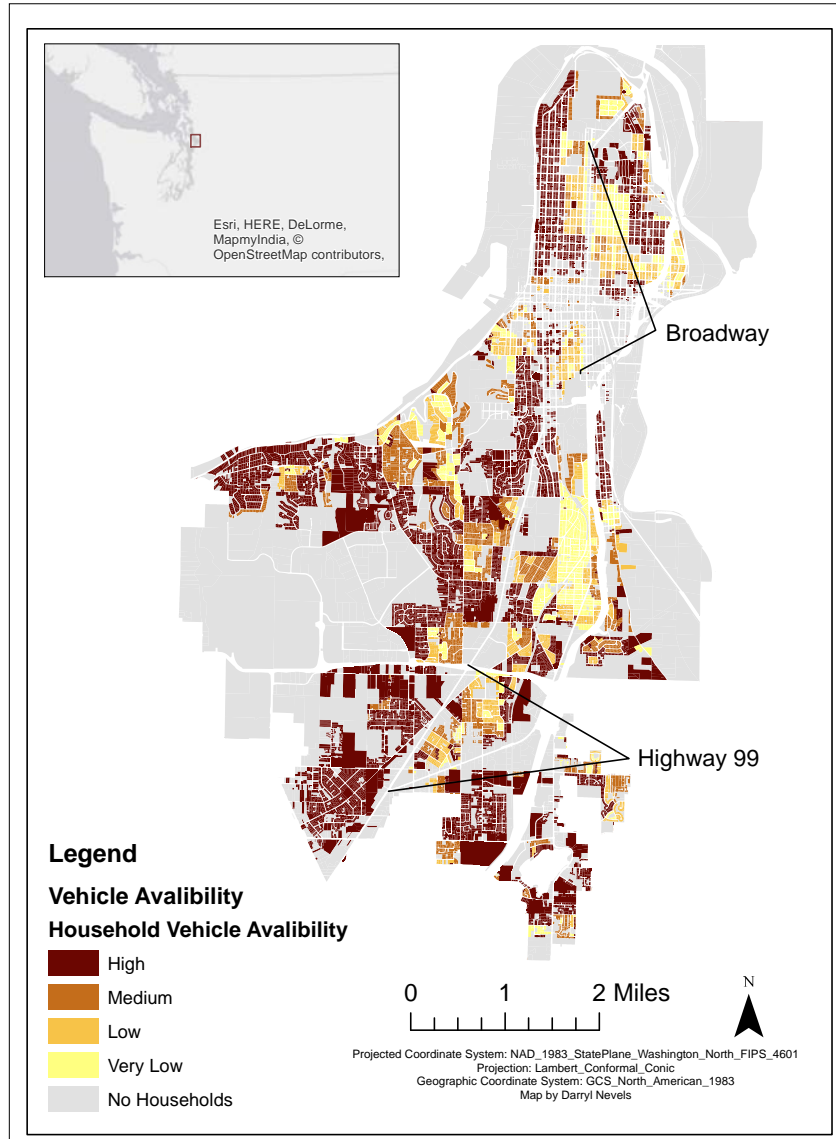 Esri, HERE, DeLorme,
MapmyIndia, ©
OpenStreetMap contributors,
Broadway
Highway 99
Legend
Vehicle Avalibility
Household Vehicle Avalibility
High
Medium
Low
Very Low
No Households
0 1 2 Miles
N
Projected Coordinate System: NAD_1983_StatePlane_Washington_North_FIPS_4601
Projection: Lambert_Conformal_Conic
Geographic Coordinate System: GCS_North_American_1983
Map by Darryl Nevels